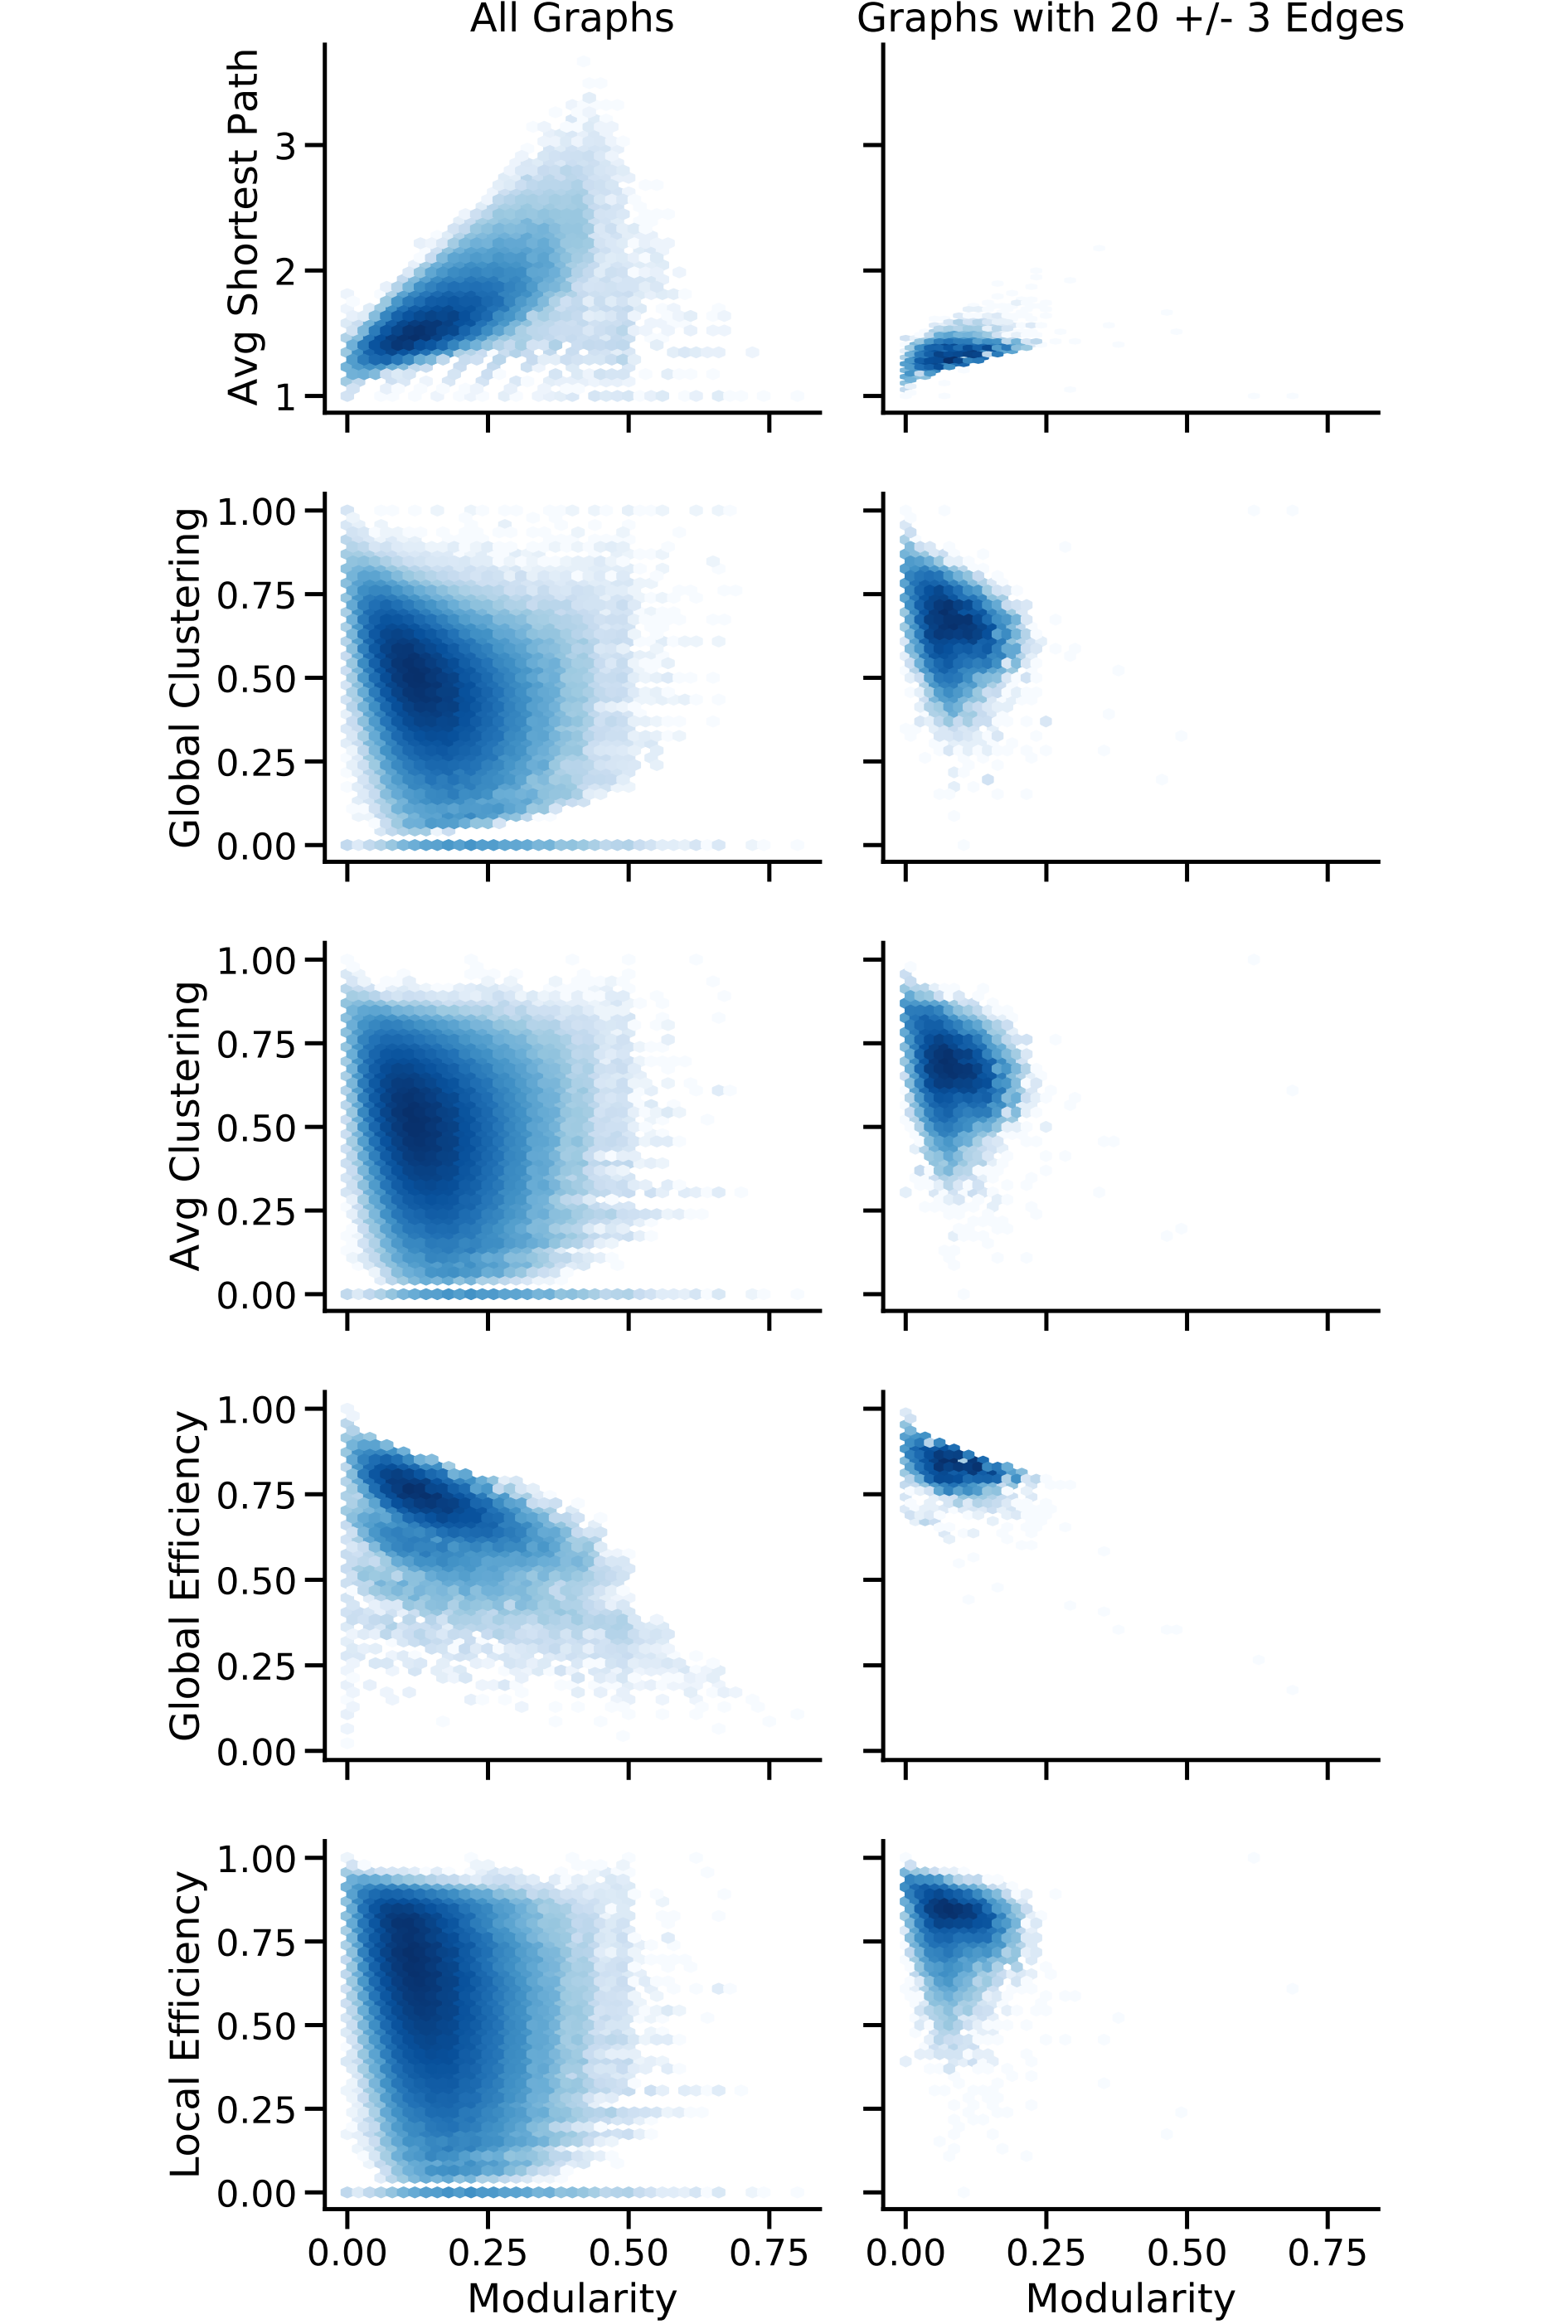 All Graphs
Graphs with 20 +/- 3 Edges
Avg Shortest Path
3
2
1
Global Clustering
1.00
0.75
0.50
0.25
0.00
Avg Clustering
1.00
0.75
0.50
0.25
0.00
Global Efficiency
1.00
0.75
0.50
0.25
0.00
Local Efficiency
1.00
0.75
0.50
0.25
0.00
0.00 0.25 0.50 0.75
0.00 0.25 0.50 0.75
Modularity
Modularity